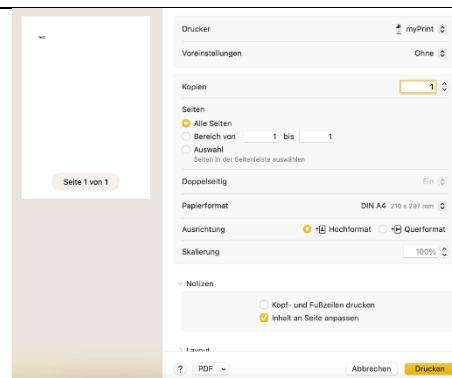 Test
Seite 1 von 1
Drucker myPrint
Voreinstellungen Ohne
Kopien 1
Seiten
Alle Seiten
Bereich von 1 bis 1
Auswahl
Seiten in der Seitenleiste auswählen
Doppelseitig Ein
Papierformat DIN A4 210 x 297 mm
Ausrichtung Hochformat Querformat
Skalierung 100%
Notizen
Kopf- und Fußzeilen drucken
Inhalt an Seite anpassen
Layout
? PDF Abbrechen Drucken